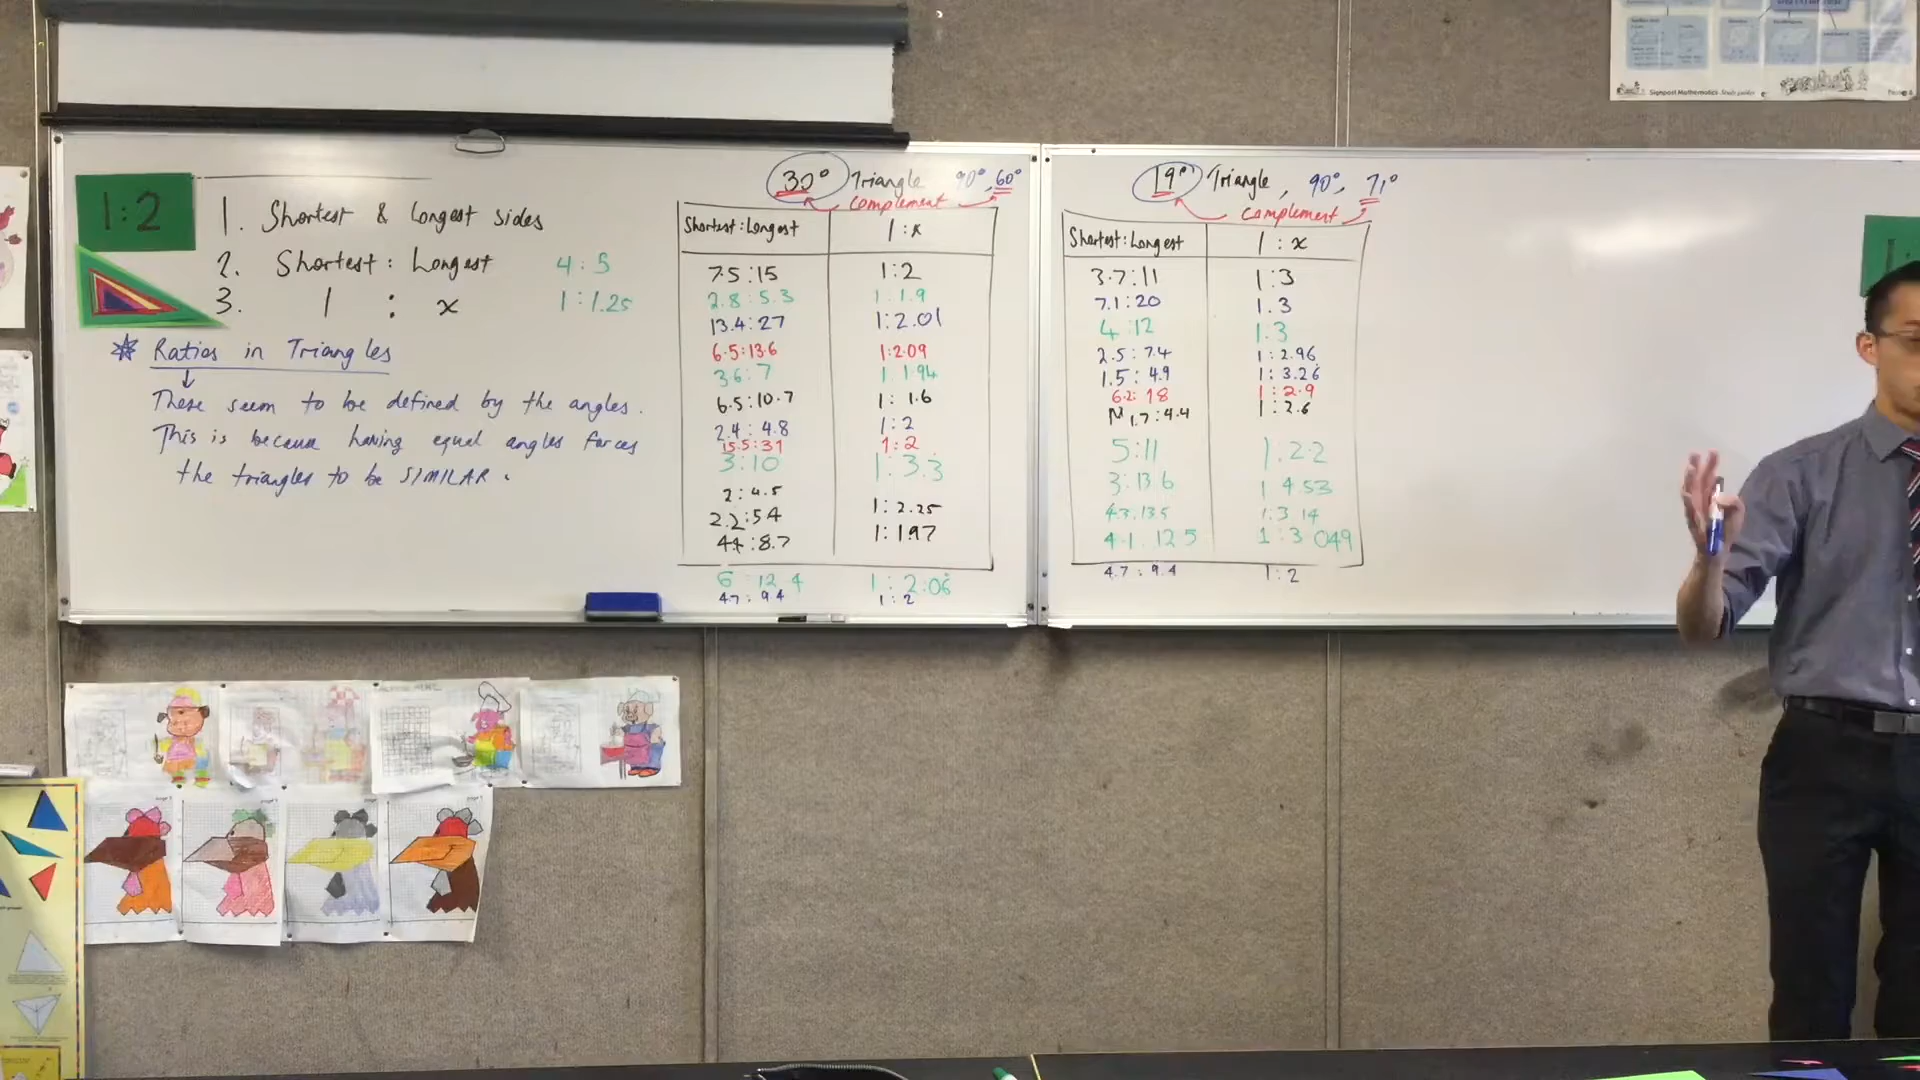 1:2
1. Shortest & longest sides
2. Shortest : Longest 4:5
3. 1 : x 1:1.25
* Ratios in Triangles
These seem to be defined by the angles.
This is because having equal angles forces
the triangles to be SIMILAR.
30° Triangle 90°, 60°
complement
Shortest:Longest 1:x
7.5:15 1:2
2.8:5.3 1:1.9
13.4:27 1:2.01
6.5:13.6 1:2.09
3.6:7 1:1.94
6.5:10.7 1:1.6
2.4:4.8 1:2
15.5:31 1:2
3:10 1:3.3
2:4.5 1:2.25
2.2:54
4.4:8.7 1:1.97
6:12.4 1:2.06
4.7:9.4 1:2
19° Triangle, 90°, 71°
complement
Shortest:Longest 1:x
3.7:11 1:3
7.1:20 1.3
4:12 1.3
2.5:7.4 1:2.96
1.5:4.9 1:3.26
6.2:18 1:2.9
1.7:4.4 1:2.6
5:11 1:2.2
3:13.6 1 4.53
4.3:13.5 1:3.14
4.1:12.5 1:3.049
4.7:9.4 1:2
Signpost Mathematics